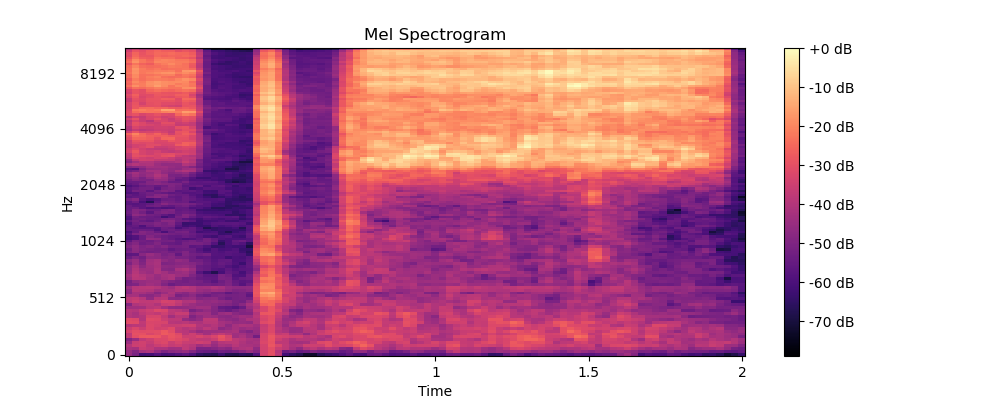 Mel Spectrogram
Hz
8192
4096
2048
1024
512
0
0 0.5 1 1.5 2
Time
+0 dB
-10 dB
-20 dB
-30 dB
-40 dB
-50 dB
-60 dB
-70 dB